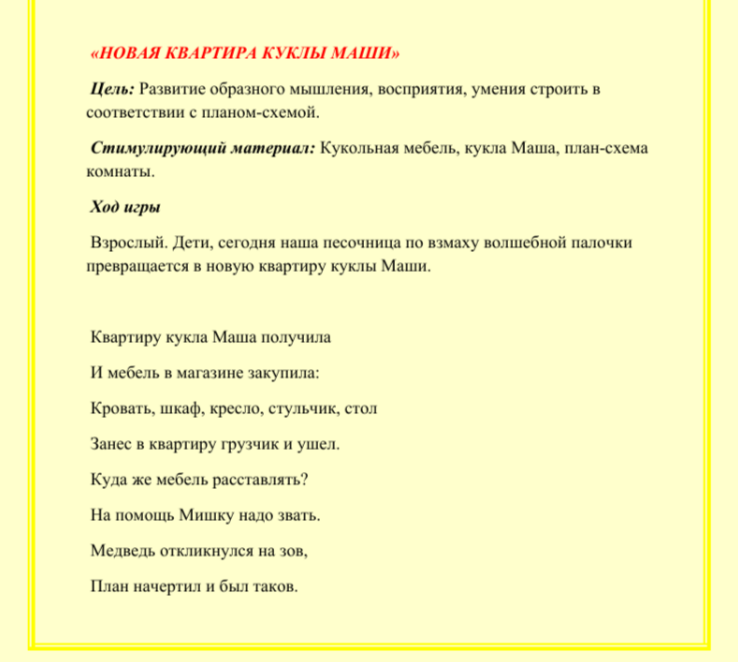 «НОВАЯ КВАРТИРА КУКЛЫ МАШИ»
Цель: Развитие образного мышления, восприятия, умения строить в
соответствии с планом-схемой.
Стимулирующий материал: Кукольная мебель, кукла Маша, план-схема
комнаты.
Ход игры
Взрослый. Дети, сегодня наша песочница по взмаху волшебной палочки
превращается в новую квартиру куклы Маши.
Квартиру кукла Маша получила
И мебель в магазине закупила:
Кровать, шкаф, кресло, стульчик, стол
Занес в квартиру грузчик и ушел.
Куда же мебель расставлять?
На помощь Мишку надо звать.
Медведь откликнулся на зов,
План начертил и был таков.